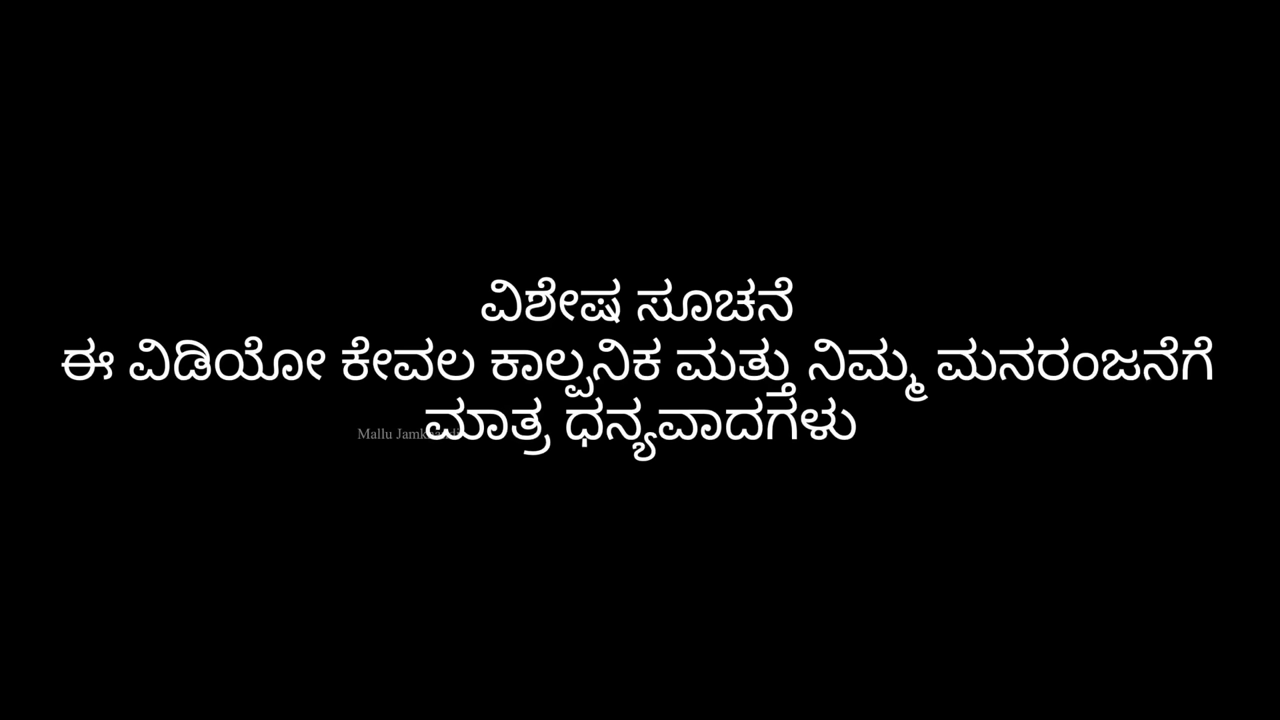 ವಿಶೇಷ ಸೂಚನೆ
ಈ ವಿಡಿಯೋ ಕೇವಲ ಕಾಲ್ಪನಿಕ ಮತ್ತು ನಿಮ್ಮ ಮನರಂಜನೆಗೆ
ಮಾತ್ರ ಧನ್ಯವಾದಗಳು
Mallu